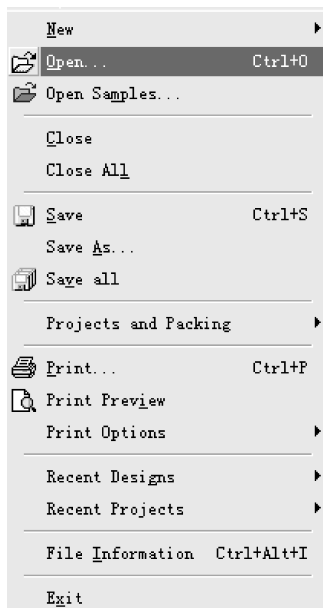 New
Open... Ctrl+O
Open Samples...
Close
Close All
Save Ctrl+S
Save As...
Save all
Projects and Packing
Print... Ctrl+P
Print Preview
Print Options
Recent Designs
Recent Projects
File Information Ctrl+Alt+I
Exit